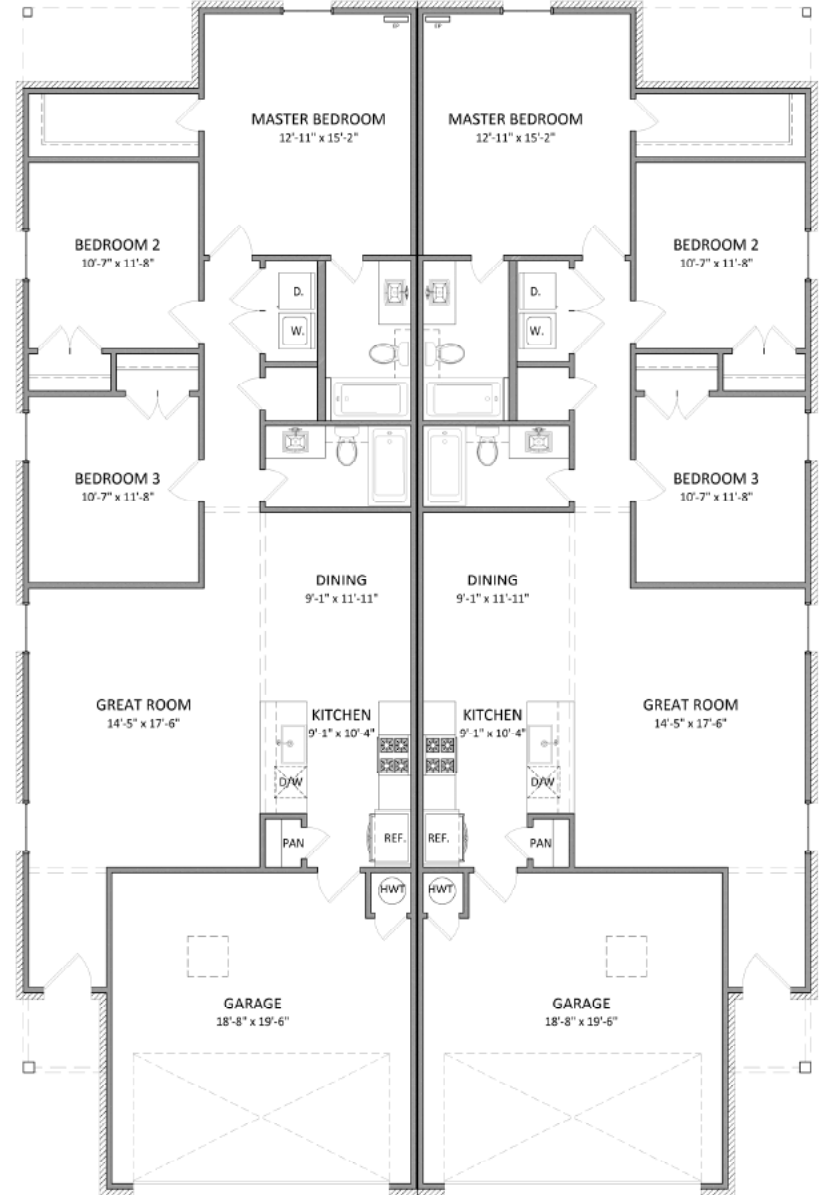 EP EP
MASTER BEDROOM MASTER BEDROOM
12'-11" x 15'-2" 12'-11" x 15'-2"
BEDROOM 2 BEDROOM 2
10'-7" x 11'-8" 10'-7" x 11'-8"
D. D.
W. W.
BEDROOM 3 BEDROOM 3
10'-7" x 11'-8" 10'-7" x 11'-8"
DINING DINING
9'-1" x 11'-11" 9'-1" x 11'-11"
GREAT ROOM KITCHEN KITCHEN GREAT ROOM
14'-5" x 17'-6" 9'-1" x 10'-4" 9'-1" x 10'-4" 14'-5" x 17'-6"
D/W D/W
PAN REF. REF. PAN
HWT HWT
GARAGE GARAGE
18'-8" x 19'-6" 18'-8" x 19'-6"